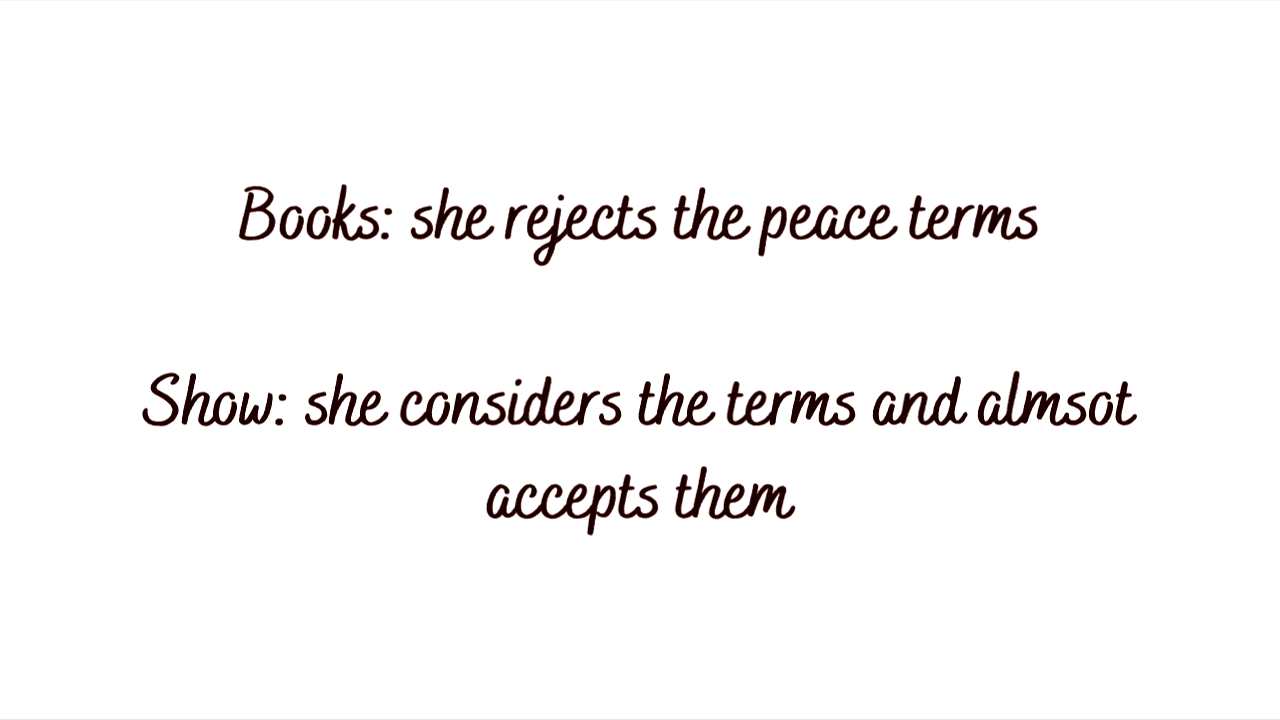 Books: she rejects the peace terms
Show: she considers the terms and almsot
accepts them